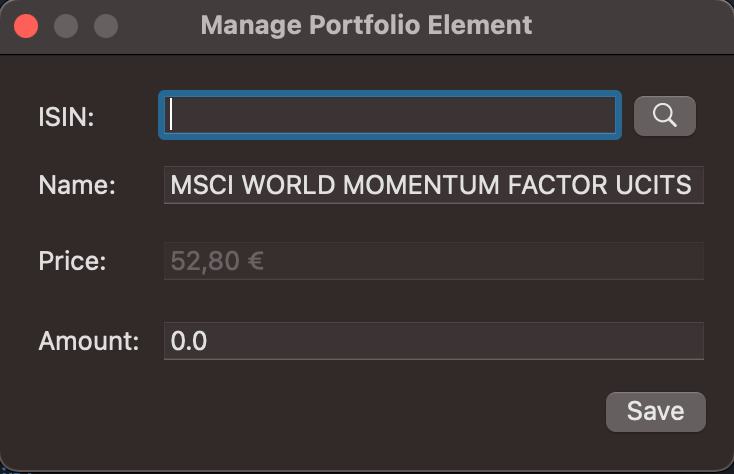 Manage Portfolio Element
ISIN:
Name: MSCI WORLD MOMENTUM FACTOR UCITS
Price: 52,80 €
Amount: 0.0
Save